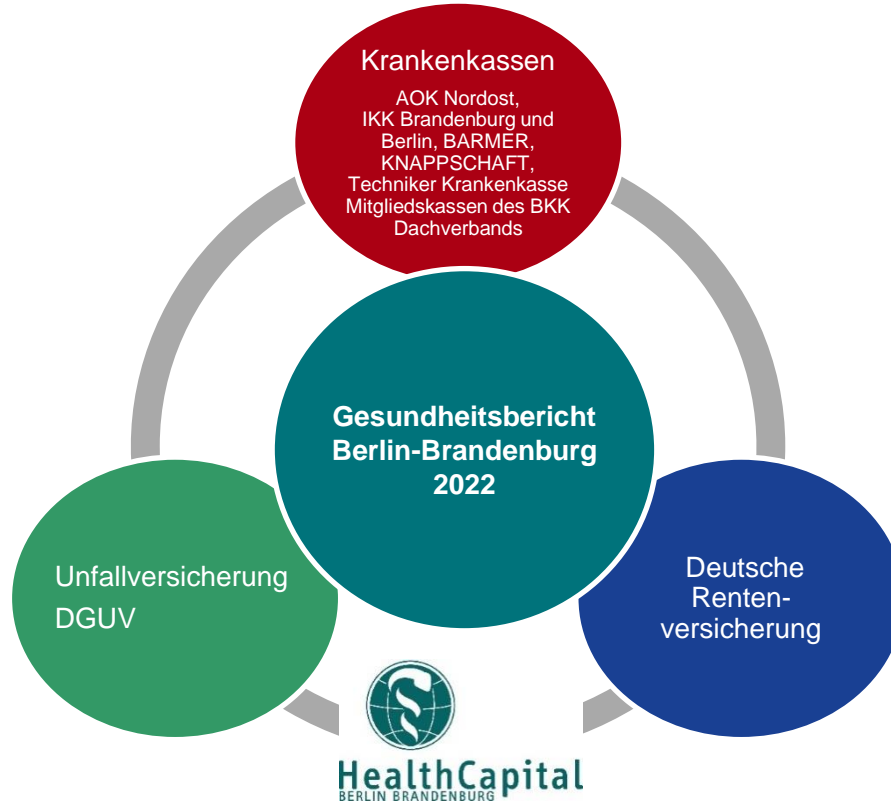 Krankenkassen
AOK Nordost,
IKK Brandenburg und
Berlin, BARMER,
KNAPPSCHAFT,
Techniker Krankenkasse
Mitgliedskassen des BKK
Dachverbands
Gesundheitsbericht
Berlin-Brandenburg
2022
Unfallversicherung
DGUV
Deutsche
Renten-
versicherung
HealthCapital
BERLIN BRANDENBURG